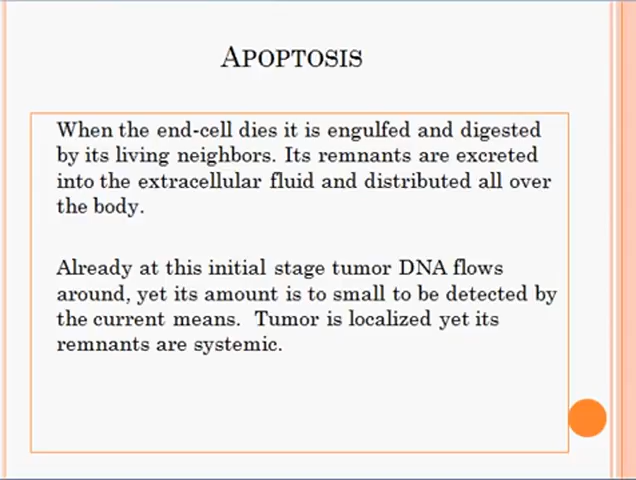 APOPTOSIS
When the end-cell dies it is engulfed and digested
by its living neighbors. Its remnants are excreted
into the extracellular fluid and distributed all over
the body.
Already at this initial stage tumor DNA flows
around, yet its amount is to small to be detected by
the current means.  Tumor is localized yet its
remnants are systemic.